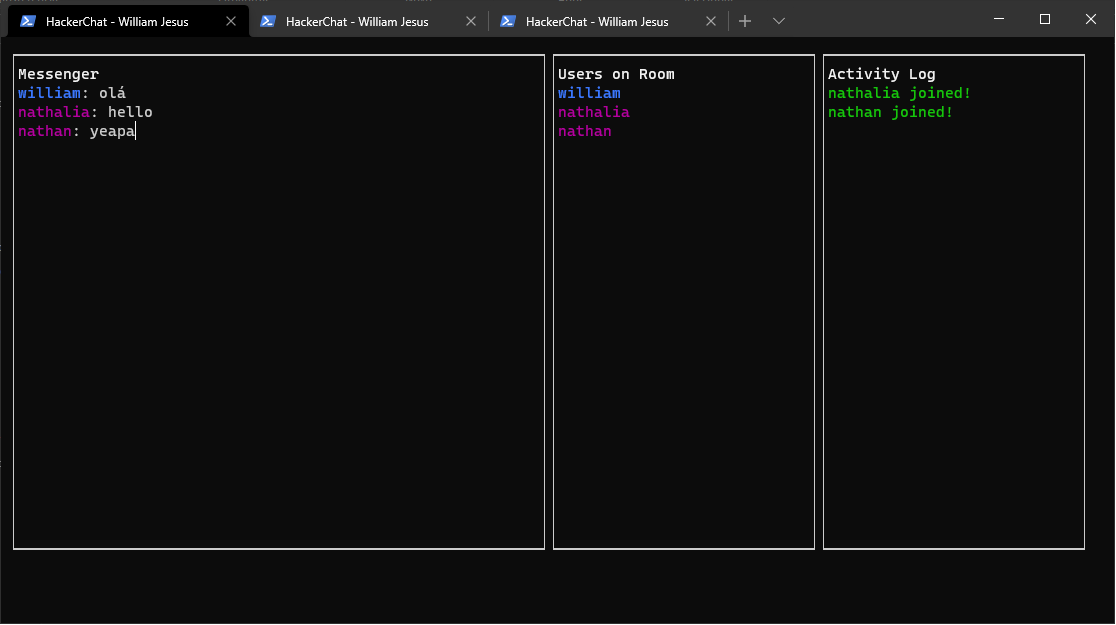 HackerChat - William Jesus
HackerChat - William Jesus
HackerChat - William Jesus
Messenger
william: olá
nathalia: hello
nathan: yeapa
Users on Room
william
nathalia
nathan
Activity Log
nathalia joined!
nathan joined!